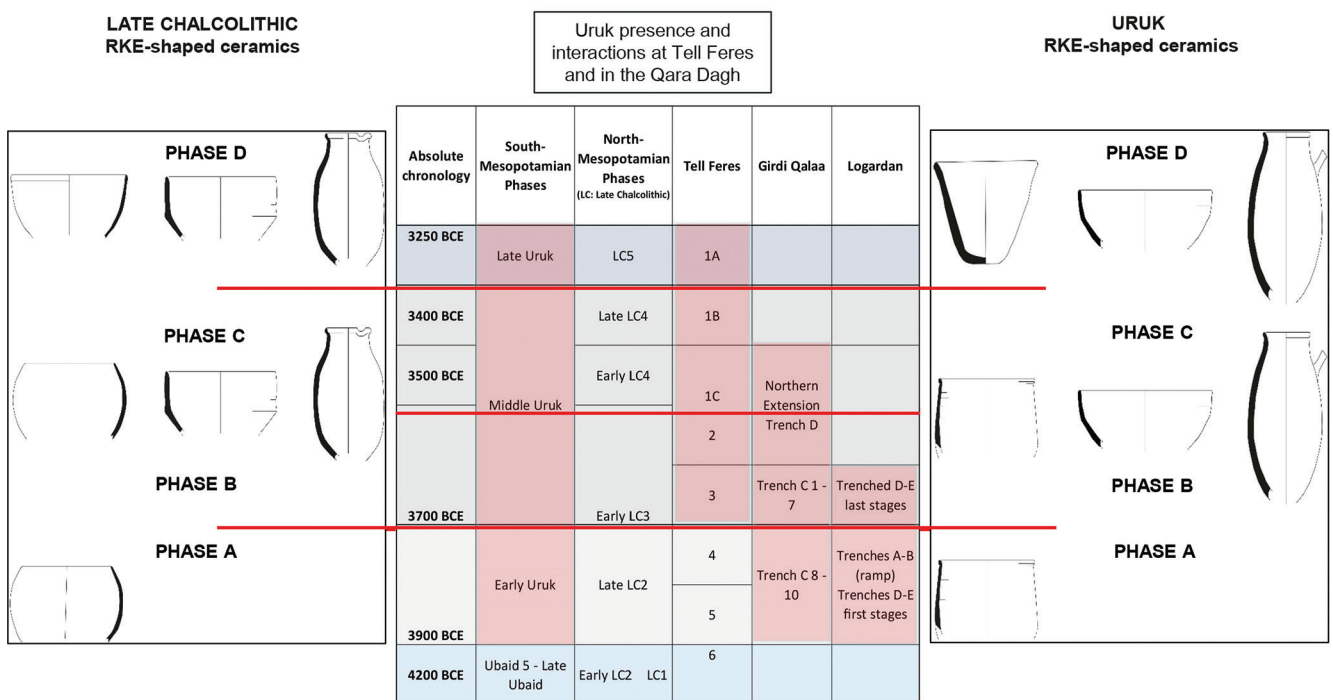 LATE CHALCOLITHIC
RKE-shaped ceramics
Uruk presence and
interactions at Tell Feres
and in the Qara Dagh
URUK
RKE-shaped ceramics
PHASE D
PHASE C
PHASE B
PHASE A
Absolute
chronology
South-
Mesopotamian
Phases
North-
Mesopotamian
Phases
(LC: Late Chalcolithic)
Tell Feres
Girdi Qalaa
Logardan
3250 BCE
Late Uruk
LC5
1A
3400 BCE
Late LC4
1B
3500 BCE
Early LC4
Middle Uruk
1C
Northern
Extension
Trench D
2
3
Trench C 1 -
7
Trenched D-E
last stages
3700 BCE
Early LC3
Early Uruk
Late LC2
4
Trench C 8 -
10
Trenches A-B
(ramp)
Trenches D-E
first stages
5
3900 BCE
6
4200 BCE
Ubaid 5 - Late
Ubaid
Early LC2 LC1
PHASE D
PHASE C
PHASE B
PHASE A